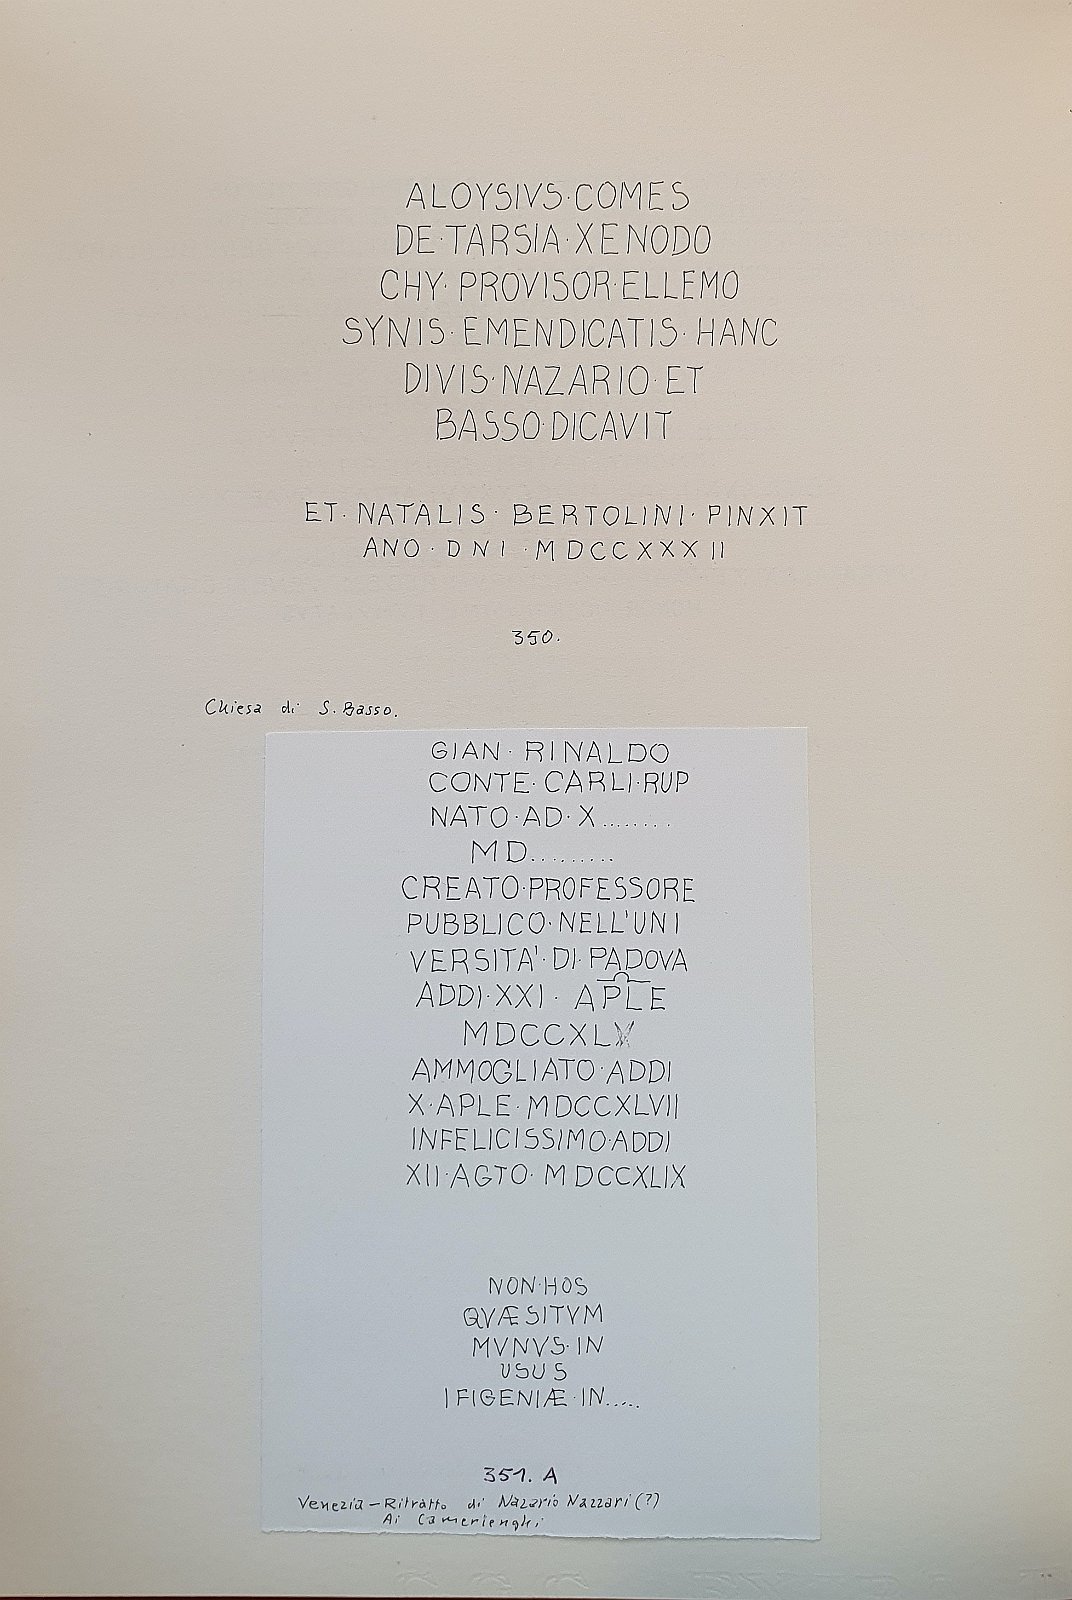 ALOYSIVS·COMES
DE·TARSIA·XENODO
CHY·PROVISOR·ELLEMO
SYNIS·EMENDICATIS·HANC
DIVIS·NAZARIO·ET
BASSO·DICAVIT
ET·NATALIS·BERTOLINI·PINXIT
ANO·DNI·MDCCXXXII
350.
Chiesa di S. Basso.
GIAN·RINALDO
CONTE·CARLI·RUP
NATO·AD·X........
MD.........
CREATO·PROFESSORE
PUBBLICO·NELL'UNI
VERSITA'·DI·PADOVA
ADDI·XXI·APLE
MDCCXLV
AMMOGLIATO·ADDI
X·APLE·MDCCXLVII
INFELICISSIMO·ADDI
XII·AGTO·MDCCXLIX
NON·HOS
QVÆSITVM
MVNVS·IN
USUS
IFIGENIÆ·IN.....
351. A
Venezia – Ritratto di Nazario Nazzari (?)
Ai Camerlenghi